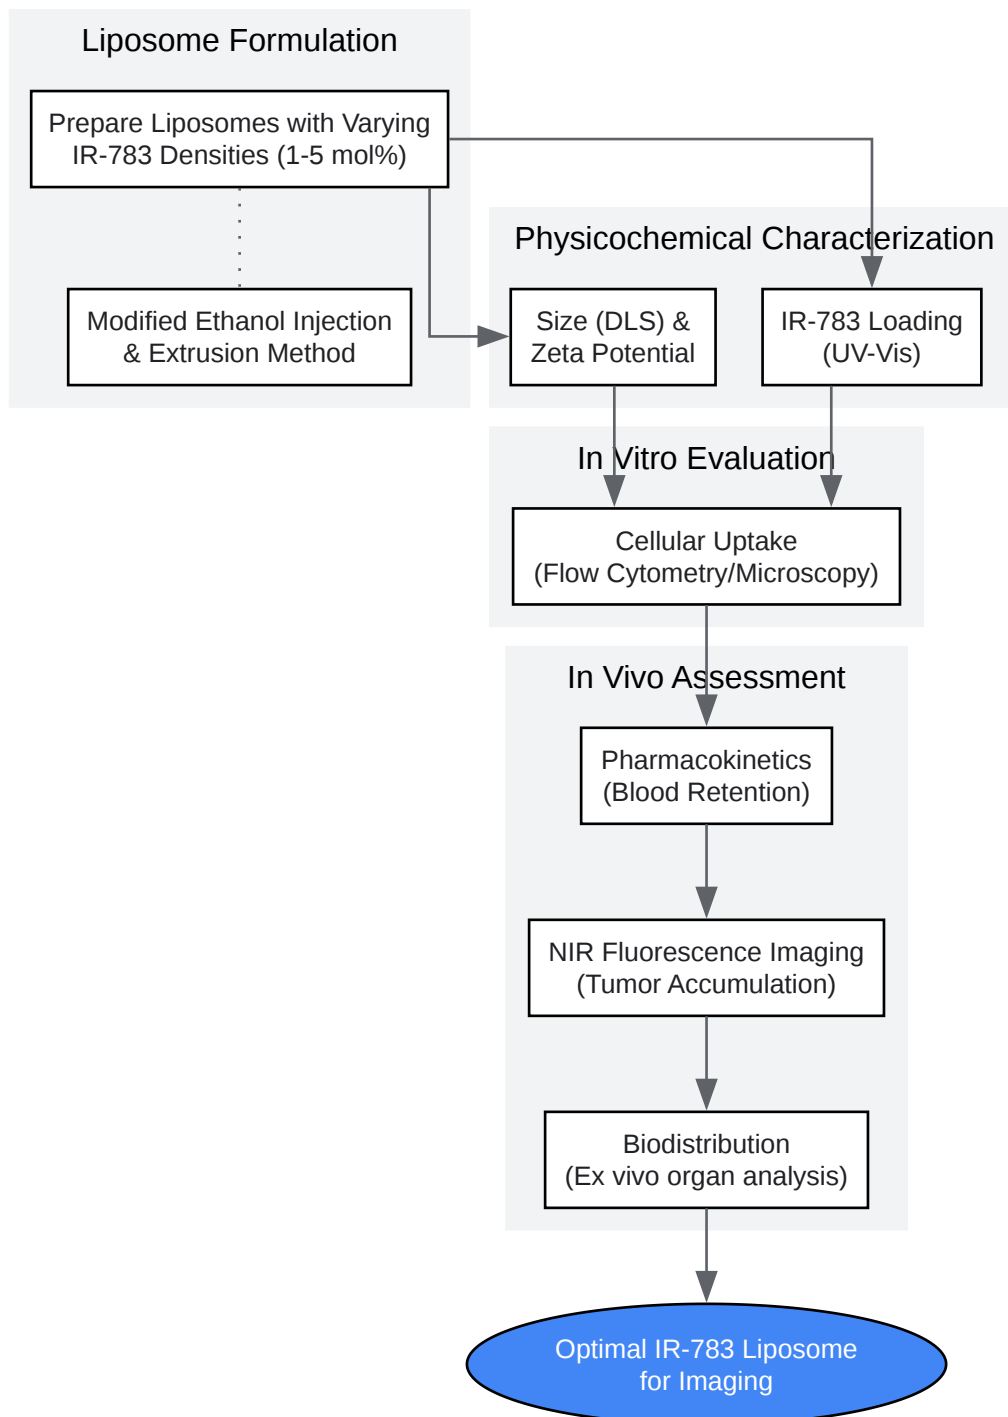 Liposome Formulation
Prepare Liposomes with Varying
IR-783 Densities (1-5 mol%)
Modified Ethanol Injection
& Extrusion Method
Physicochemical Characterization
Size (DLS) &
Zeta Potential
IR-783 Loading
(UV-Vis)
In Vitro Evaluation
Cellular Uptake
(Flow Cytometry/Microscopy)
In Vivo Assessment
Pharmacokinetics
(Blood Retention)
NIR Fluorescence Imaging
(Tumor Accumulation)
Biodistribution
(Ex vivo organ analysis)
Optimal IR-783 Liposome
for Imaging